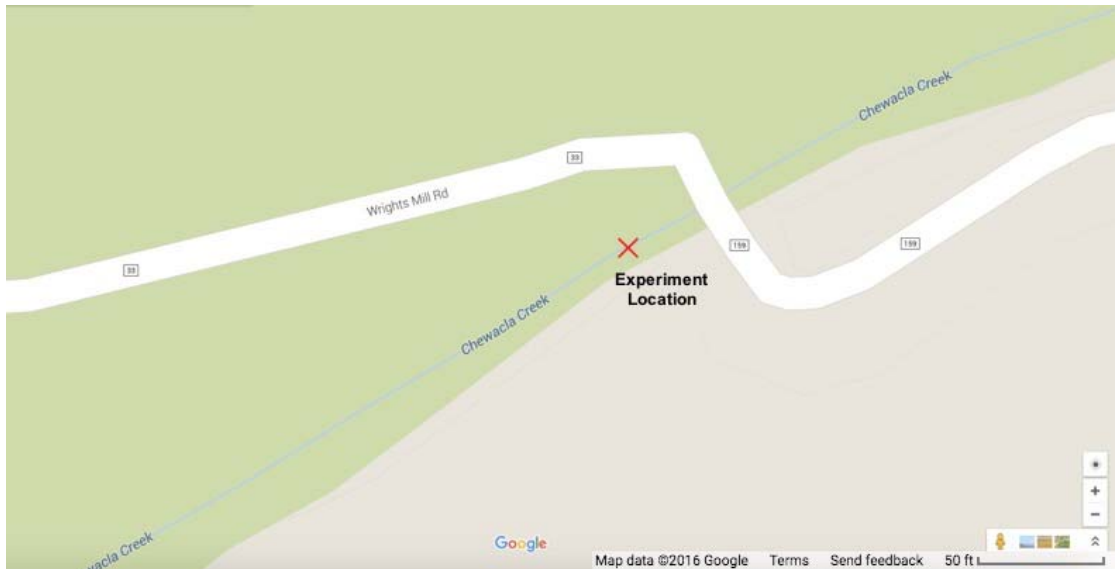 Chewacla Creek
33
Wrights Mill Rd
159
159
33
Experiment
Location
Chewacla Creek
wacla Creek
Google
Map data ©2016 Google Terms Send feedback 50 ft